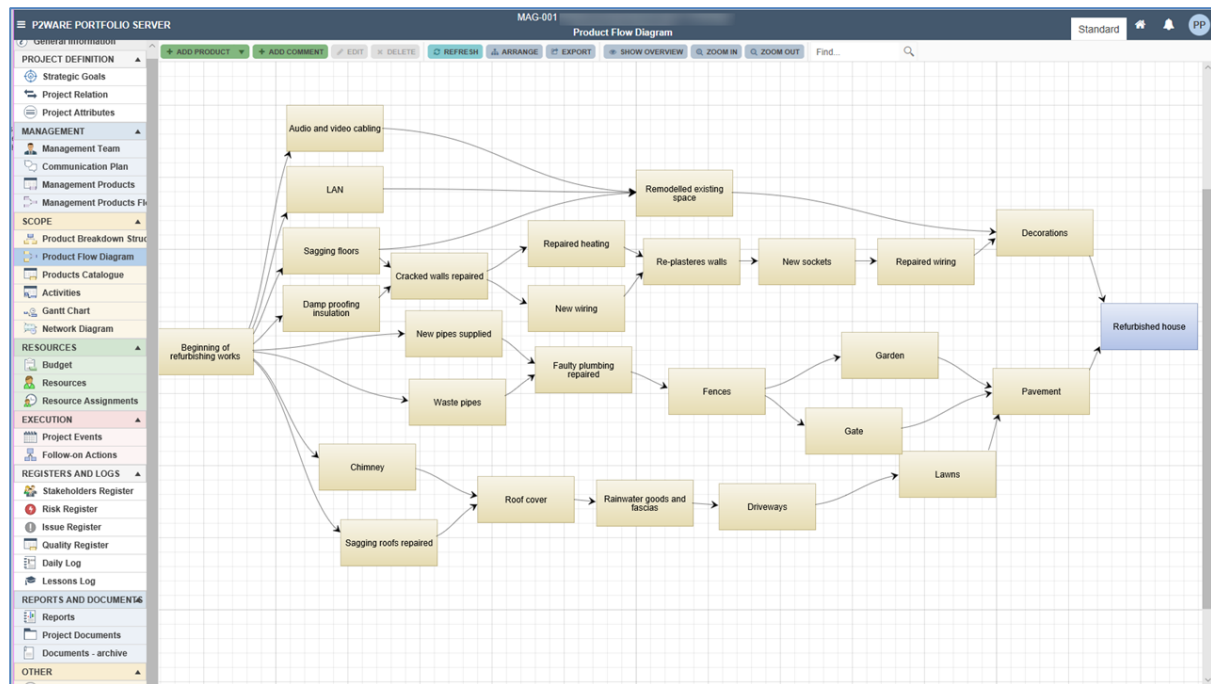 P2WARE PORTFOLIO SERVER
MAG-001
Product Flow Diagram
Standard
PP
General Information
PROJECT DEFINITION
Strategic Goals
Project Relation
Project Attributes
MANAGEMENT
Management Team
Communication Plan
Management Products
Management Products Fl
SCOPE
Product Breakdown Struc
Product Flow Diagram
Products Catalogue
Activities
Gantt Chart
Network Diagram
RESOURCES
Budget
Resources
Resource Assignments
EXECUTION
Project Events
Follow-on Actions
REGISTERS AND LOGS
Stakeholders Register
Risk Register
Issue Register
Quality Register
Daily Log
Lessons Log
REPORTS AND DOCUMENTS
Reports
Project Documents
Documents - archive
OTHER
+ ADD PRODUCT
+ ADD COMMENT
EDIT
DELETE
REFRESH
ARRANGE
EXPORT
SHOW OVERVIEW
ZOOM IN
ZOOM OUT
Find...
Audio and video cabling
LAN
Remodelled existing
space
Sagging floors
Repaired heating
Decorations
Cracked walls repaired
Re-plasteres walls
New sockets
Repaired wiring
Damp proofing
insulation
New wiring
Beginning of
refurbishing works
New pipes supplied
Refurbished house
Faulty plumbing
repaired
Garden
Waste pipes
Fences
Pavement
Gate
Chimney
Lawns
Roof cover
Rainwater goods and
fascias
Driveways
Sagging roofs repaired